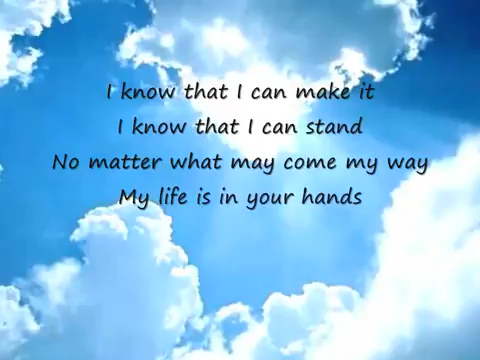 I know that I can make it
I know that I can stand
No matter what may come my way
My life is in your hands